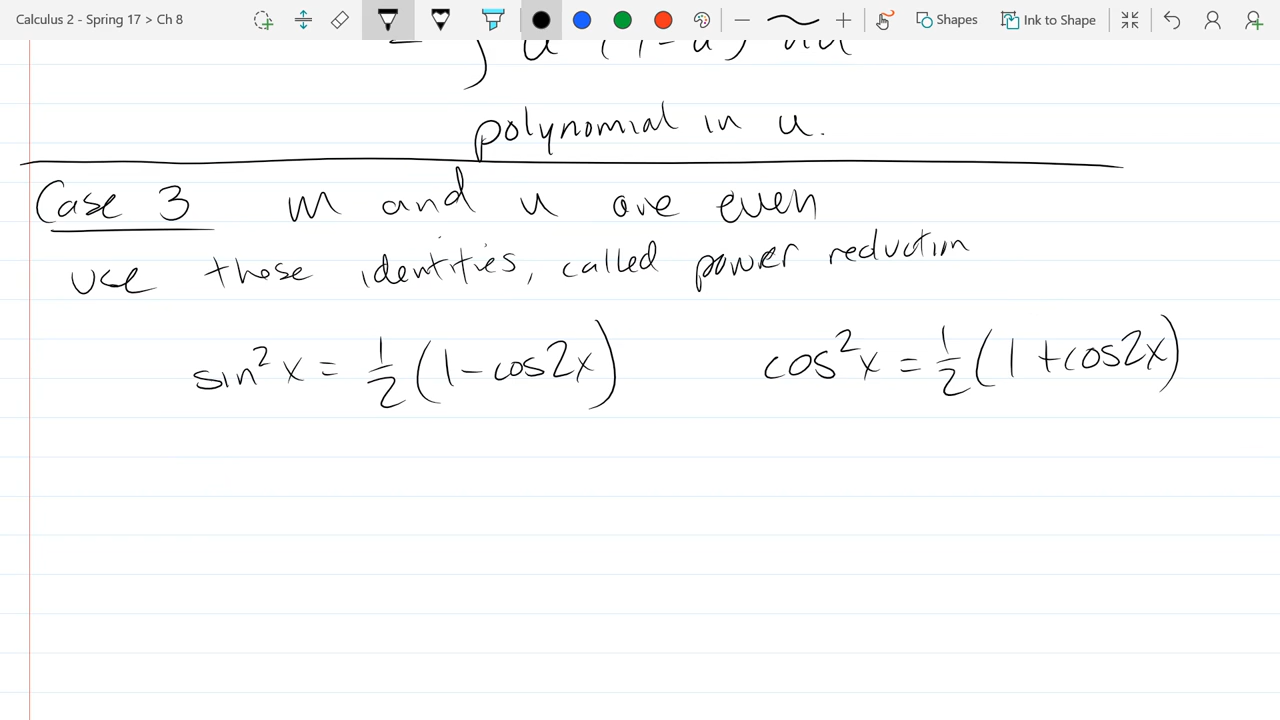 Calculus 2 - Spring 17 > Ch 8
Shapes
Ink to Shape
polynomial in u.
Case 3 m and n are even
use these identities, called power reduction
sin²x = 1/2 (1 - cos2x) cos²x = 1/2 (1 + cos2x)